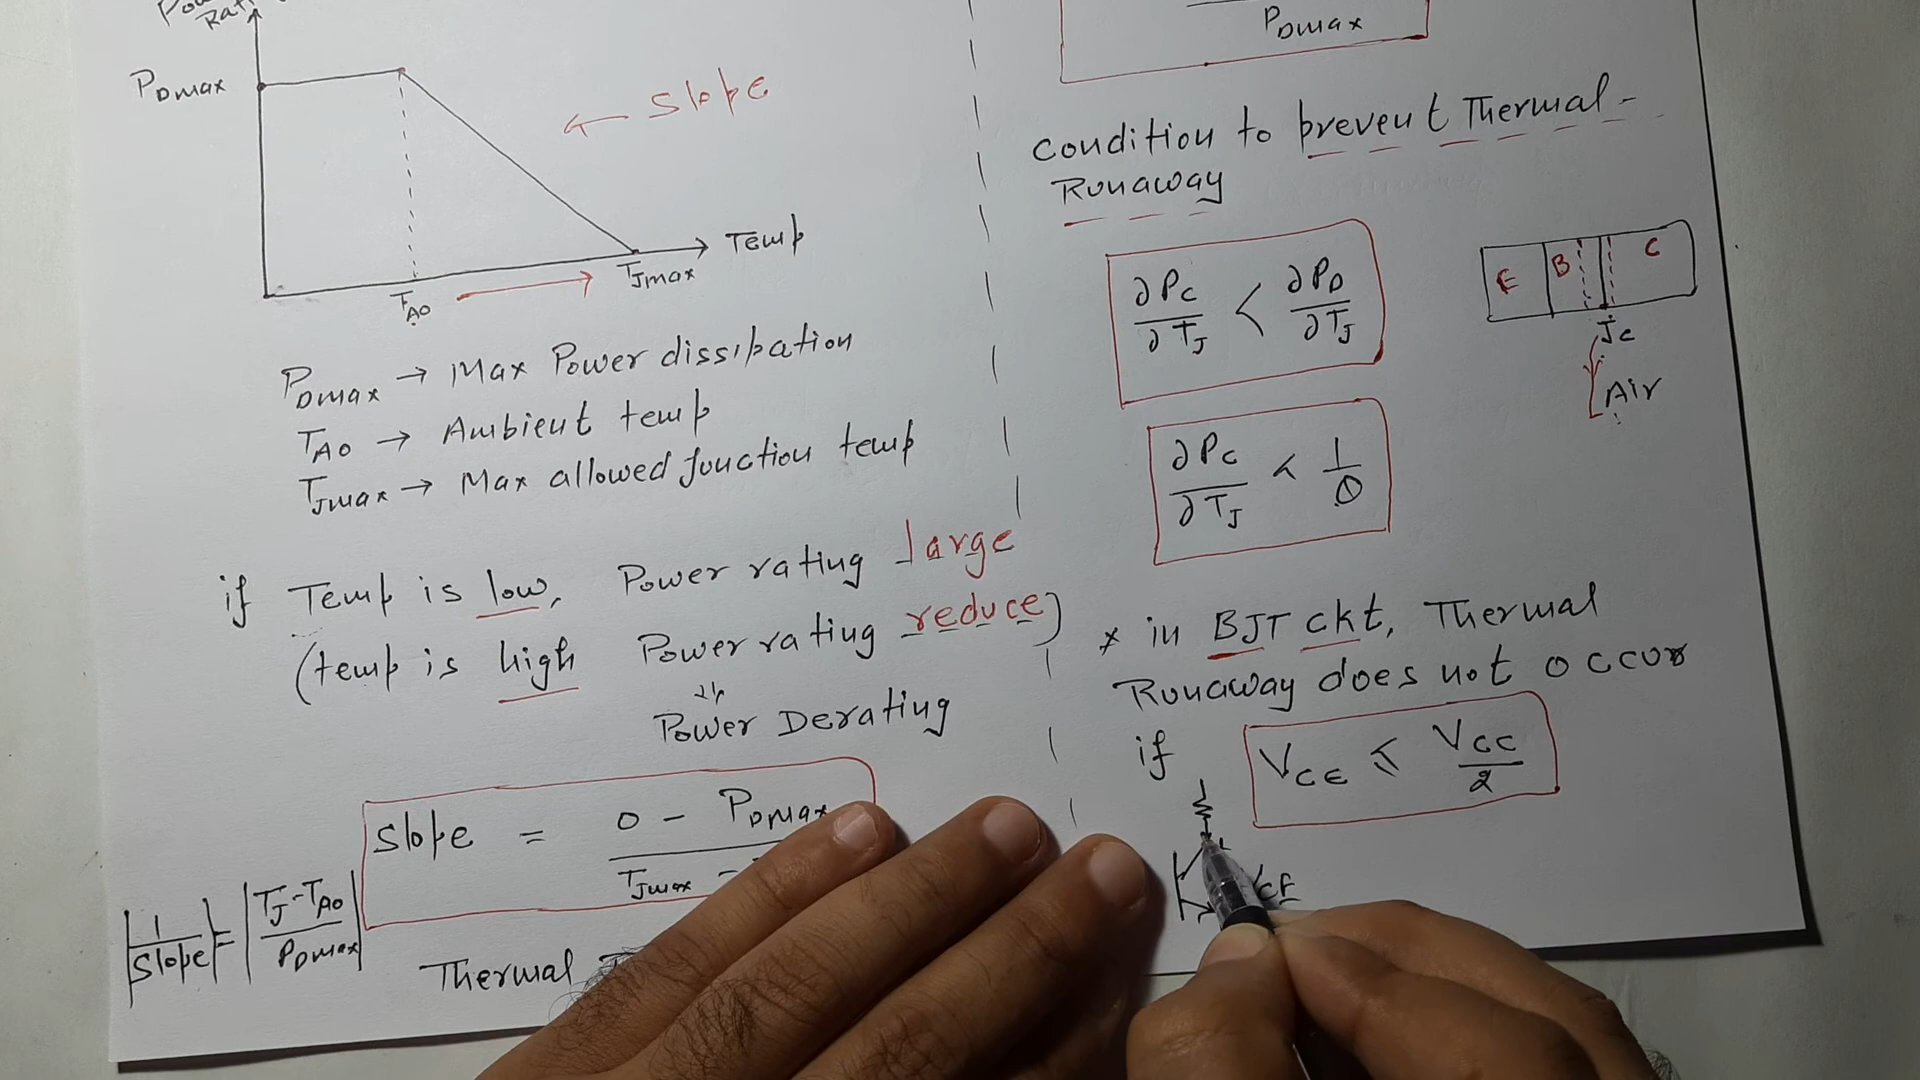 Power
Rati
PDmax
← Slope
Temp
TJmax
TAO
PDmax → Max Power dissipation
TAO → Ambient temp
TJmax → Max allowed junction temp
if Temp is low, Power rating large
(temp is high Power rating reduce)
Power Derating
Slope = 0 - PDmax
TJmax -
|1/Slope| = |TJ-TAO/PDmax|
Thermal
PDmax
Condition to prevent Thermal -
Runaway
∂PC/∂TJ < ∂PD/∂TJ
E B C
JC
Air
∂PC/∂TJ < 1/θ
* in BJT ckt, Thermal
Runaway does not occur
if VCE ⩽ VCC/2
VCE